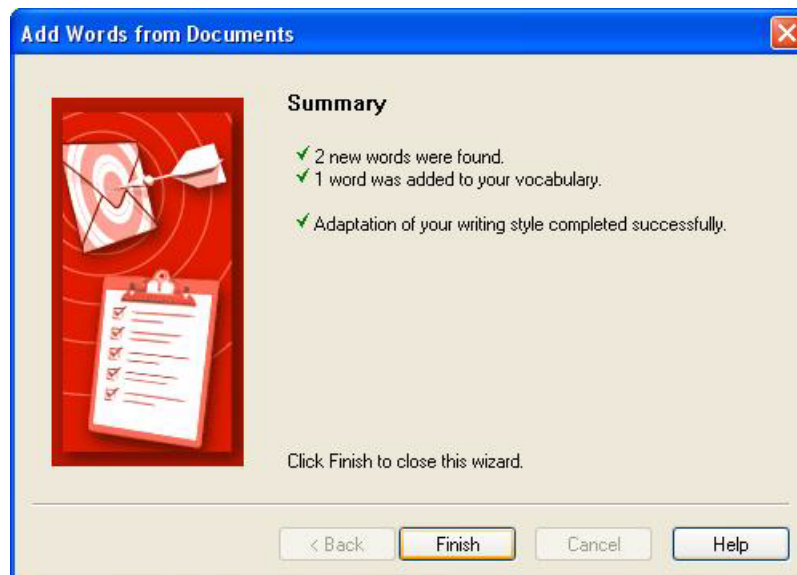 Add Words from Documents
Summary
2 new words were found.
1 word was added to your vocabulary.
Adaptation of your writing style completed successfully.
Click Finish to close this wizard.
< Back Finish Cancel Help